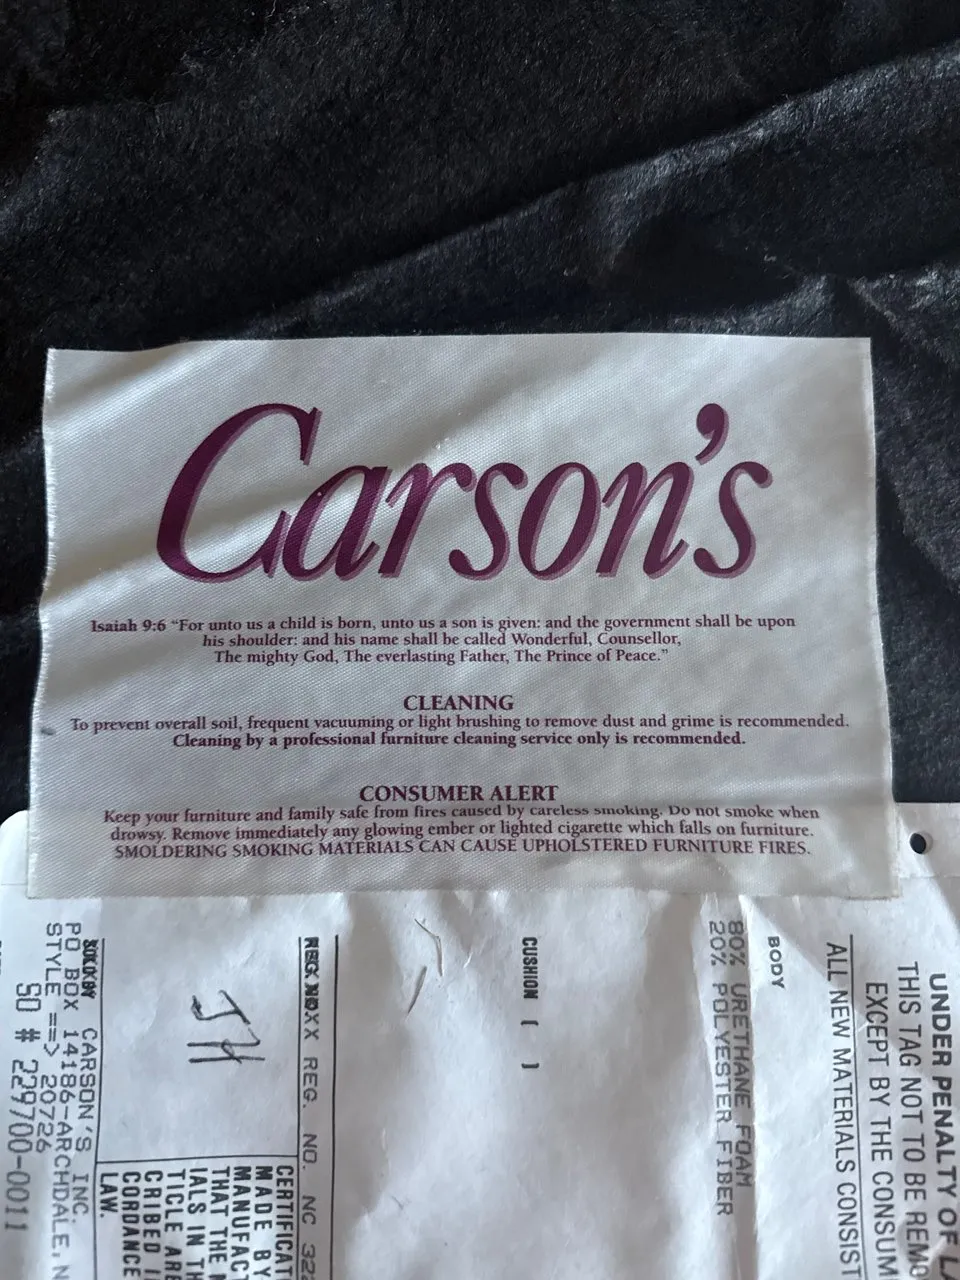 Carson's
Isaiah 9:6 “For unto us a child is born, unto us a son is given: and the government shall be upon
his shoulder: and his name shall be called Wonderful, Counsellor,
The mighty God, The everlasting Father, The Prince of Peace.”
CLEANING
To prevent overall soil, frequent vacuuming or light brushing to remove dust and grime is recommended.
Cleaning by a professional furniture cleaning service only is recommended.
CONSUMER ALERT
Keep your furniture and family safe from fires caused by careless smoking. Do not smoke when
drowsy. Remove immediately any glowing ember or lighted cigarette which falls on furniture.
SMOLDERING SMOKING MATERIALS CAN CAUSE UPHOLSTERED FURNITURE FIRES.
UNDER PENALTY OF
THIS TAG NOT TO BE
EXCEPT BY THE
ALL NEW MATERIALS
BODY
80% URETHANE FOAM
20% POLYESTER FIBER
CUSHION ( )
REG. NO. NC
JH
MADE BY
THAT THE
IALS IN
TICLE
CRIBED
CORDANCE
LAW.
CARSON'S INC.
PO BOX 14186-ARCHDALE,
STYLE ==> 20726
SO # 229700-0011